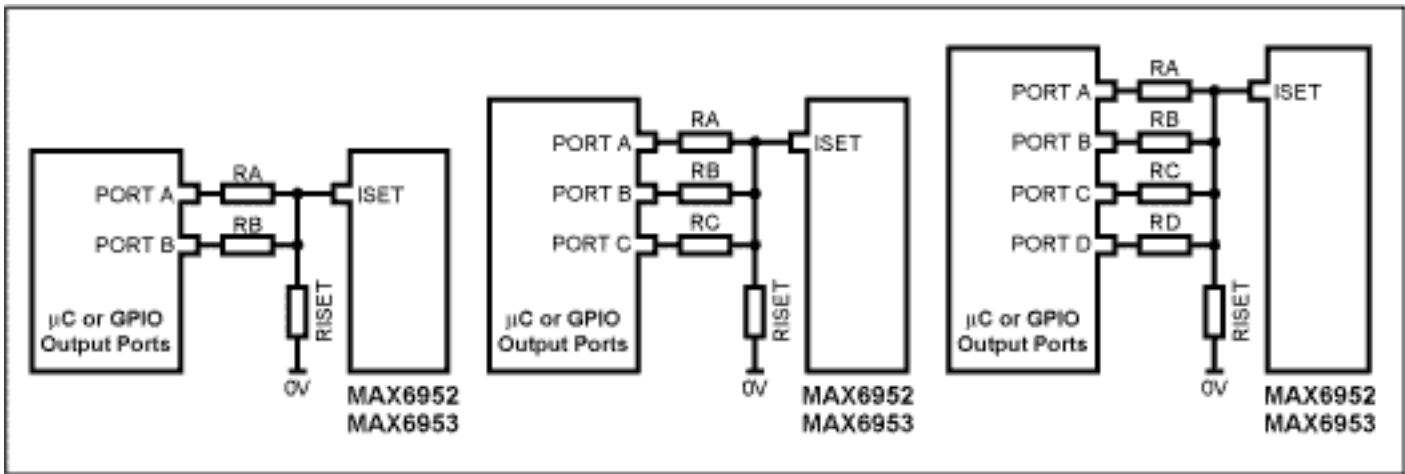 PORT A
RA
ISET
PORT B
RB
RISET
µC or GPIO
Output Ports
0V
MAX6952
MAX6953
PORT A
RA
ISET
PORT B
RB
PORT C
RC
RISET
µC or GPIO
Output Ports
0V
MAX6952
MAX6953
PORT A
RA
ISET
PORT B
RB
PORT C
RC
PORT D
RD
RISET
µC or GPIO
Output Ports
0V
MAX6952
MAX6953